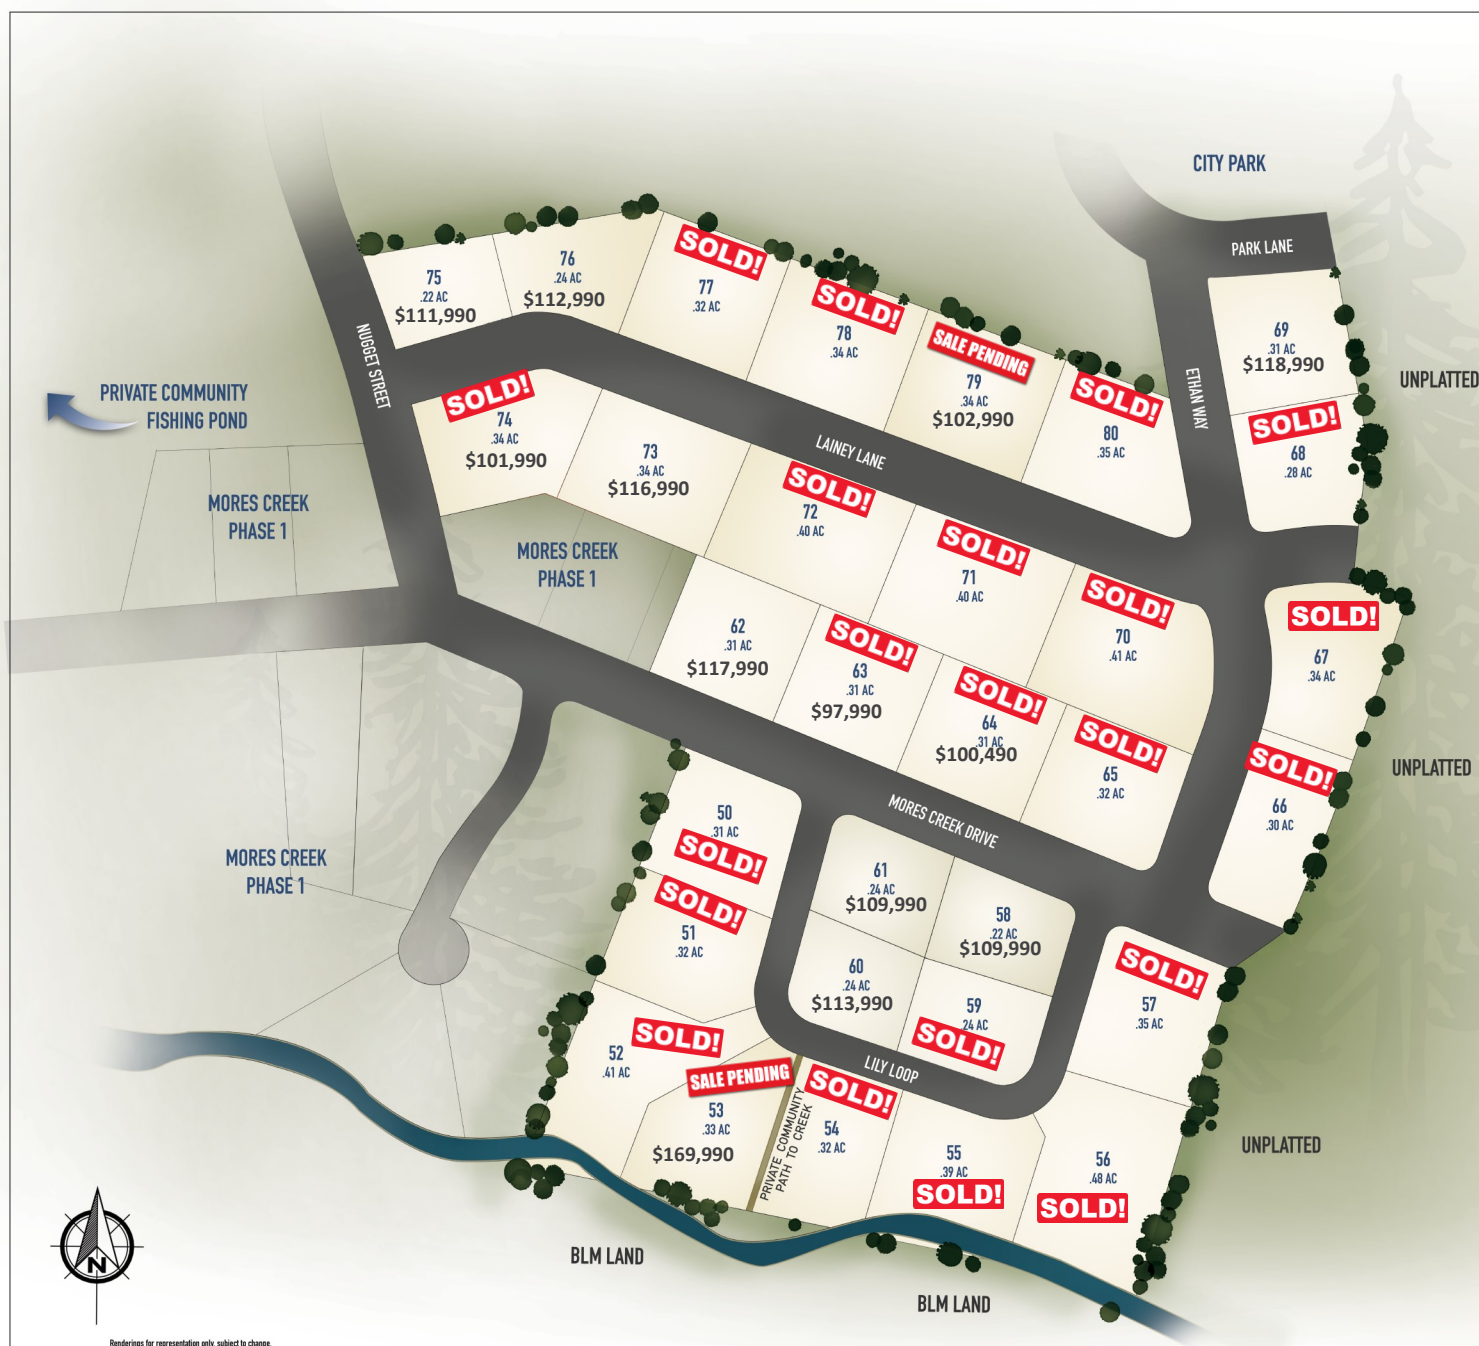 CITY PARK
PARK LANE
75
.22 AC
$111,990
76
.24 AC
$112,990
SOLD!
77
.32 AC
SOLD!
78
.34 AC
SALE PENDING
79
.34 AC
$102,990
SOLD!
80
.35 AC
69
.31 AC
$118,990
SOLD!
68
.28 AC
UNPLATTED
NUGGET STREET
ETHAN WAY
LAINEY LANE
PRIVATE COMMUNITY
FISHING POND
SOLD!
74
.34 AC
$101,990
73
.34 AC
$116,990
SOLD!
72
.40 AC
SOLD!
71
.40 AC
SOLD!
70
.41 AC
SOLD!
67
.34 AC
MORES CREEK
PHASE 1
MORES CREEK
PHASE 1
62
.31 AC
$117,990
SOLD!
63
.31 AC
$97,990
SOLD!
64
.31 AC
$100,490
SOLD!
65
.32 AC
SOLD!
66
.30 AC
UNPLATTED
MORES CREEK DRIVE
MORES CREEK
PHASE 1
50
.31 AC
SOLD!
SOLD!
51
.32 AC
61
.24 AC
$109,990
58
.22 AC
$109,990
60
.24 AC
$113,990
59
.24 AC
SOLD!
SOLD!
57
.35 AC
LILY LOOP
SOLD!
52
.41 AC
SALE PENDING
53
.33 AC
$169,990
PRIVATE COMMUNITY
PATH TO CREEK
SOLD!
54
.32 AC
55
.39 AC
SOLD!
56
.48 AC
SOLD!
UNPLATTED
BLM LAND
BLM LAND
N
Renderings for representation only, subject to change.